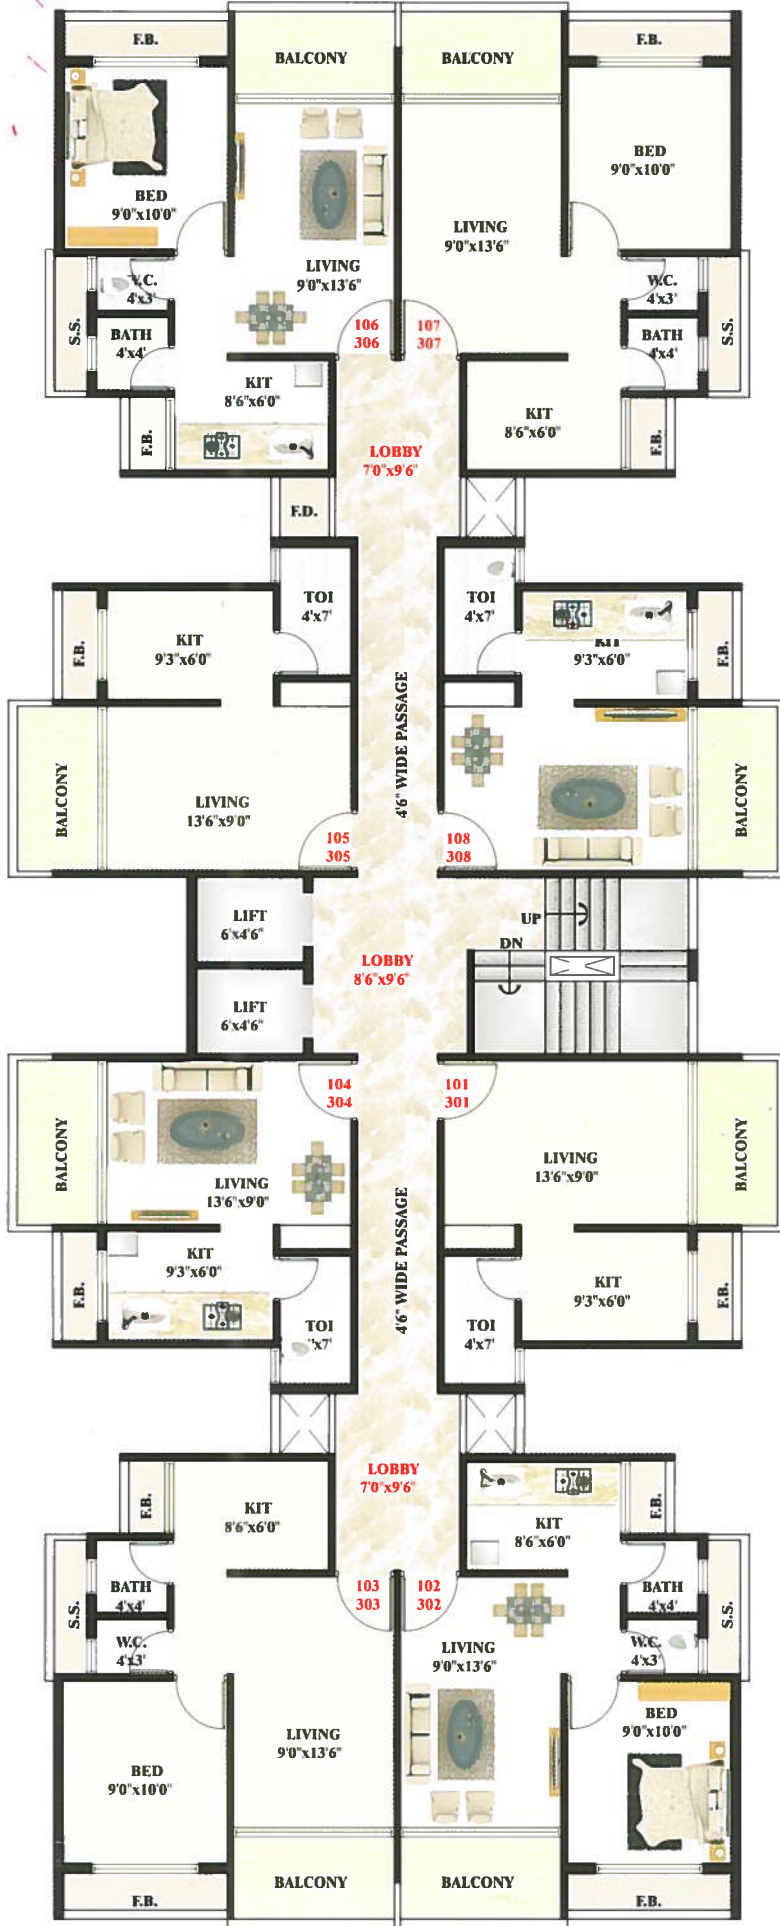 F.B.
BALCONY
BALCONY
F.B.
BED
9'0"x10'0"
LIVING
9'0"x13'6"
LIVING
9'0"x13'6"
BED
9'0"x10'0"
S.S.
4'x3'
BATH
4'x4'
106
306
107
307
W.C.
4'x3'
BATH
4'x4'
S.S.
KIT
8'6"x6'0"
F.B.
LOBBY
7'0"x9'6"
KIT
8'6"x6'0"
F.B.
F.D.
TOI
4'x7'
TOI
4'x7'
F.B.
KIT
9'3"x6'0"
9'3"x6'0"
F.B.
4'6" WIDE PASSAGE
BALCONY
LIVING
13'6"x9'0"
105
305
108
308
BALCONY
LIFT
6'x4'6"
UP
DN
LOBBY
8'6"x9'6"
LIFT
6'x4'6"
104
304
101
301
BALCONY
LIVING
13'6"x9'0"
LIVING
13'6"x9'0"
BALCONY
4'6" WIDE PASSAGE
F.B.
KIT
9'3"x6'0"
KIT
9'3"x6'0"
F.B.
TOI
'x7'
TOI
4'x7'
LOBBY
7'0"x9'6"
F.B.
KIT
8'6"x6'0"
KIT
8'6"x6'0"
F.B.
S.S.
BATH
4'x4'
W.C.
4'x3'
103
303
102
302
BATH
4'x4'
W.C.
4'x3'
S.S.
LIVING
9'0"x13'6"
BED
9'0"x10'0"
LIVING
9'0"x13'6"
BED
9'0"x10'0"
F.B.
BALCONY
BALCONY
F.B.